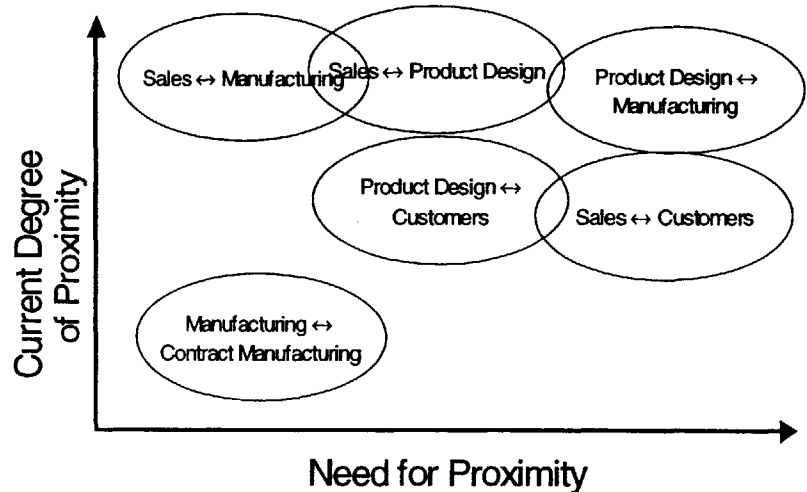 Current Degree
of Proximity
Sales ↔ Manufacturing
Sales ↔ Product Design
Product Design ↔
Manufacturing
Product Design ↔
Customers
Sales ↔ Customers
Manufacturing ↔
Contract Manufacturing
Need for Proximity